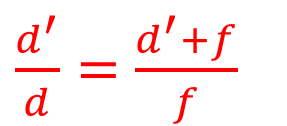 d′/d = (d′+f)/f